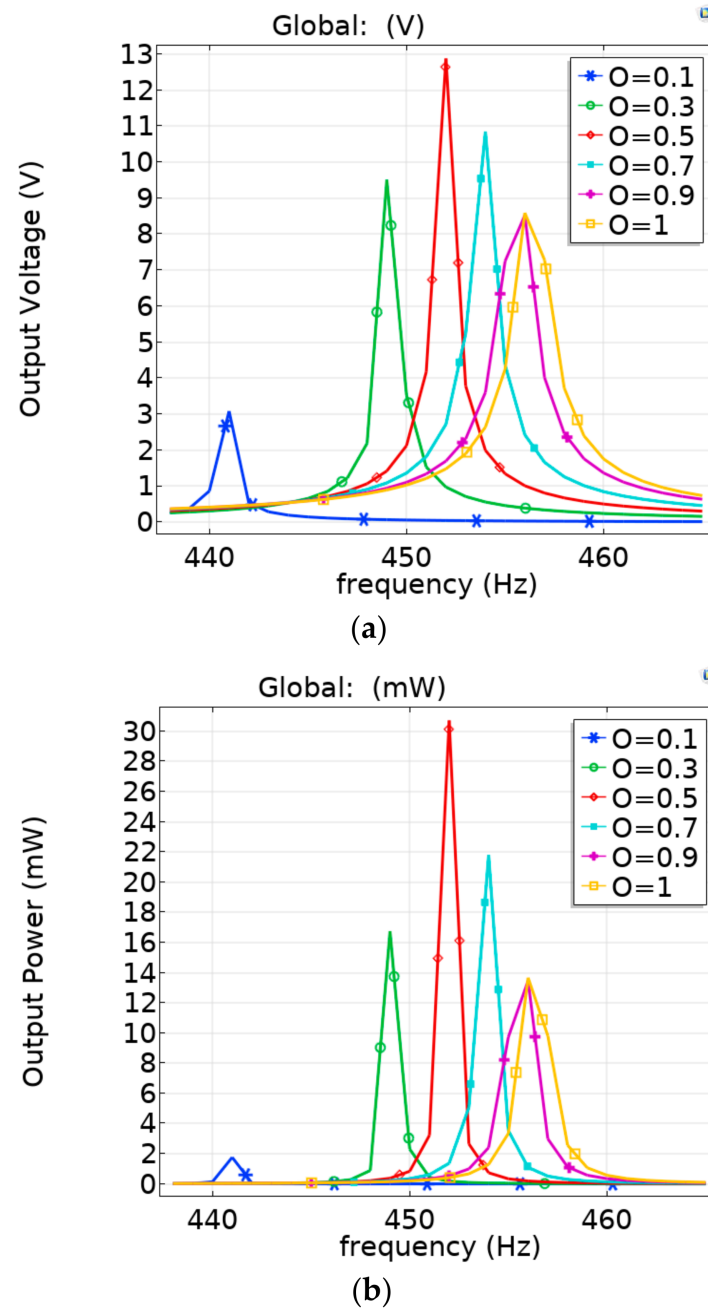 Global:  (V)
Output Voltage (V)
13
12
11
10
9
8
7
6
5
4
3
2
1
0
O=0.1
O=0.3
O=0.5
O=0.7
O=0.9
O=1
440 450 460
frequency (Hz)
(a)
Global:  (mW)
Output Power (mW)
30
28
26
24
22
20
18
16
14
12
10
8
6
4
2
0
O=0.1
O=0.3
O=0.5
O=0.7
O=0.9
O=1
440 450 460
frequency (Hz)
(b)